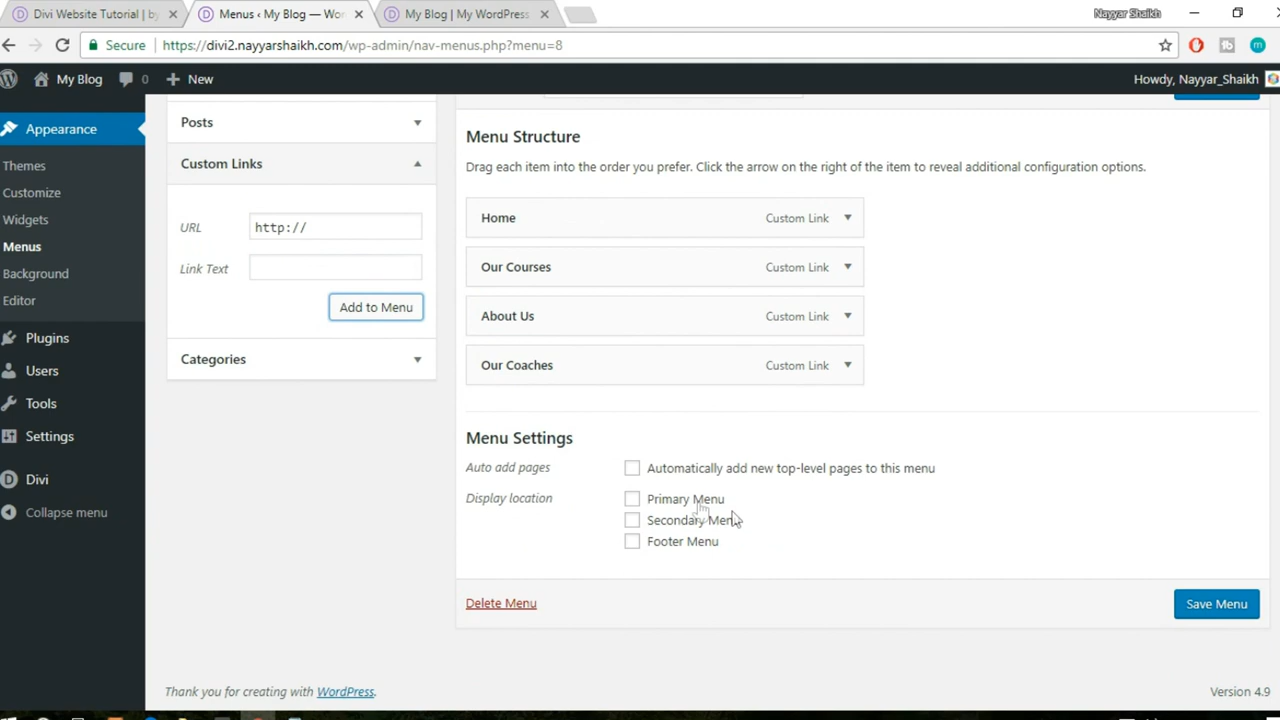 Divi Website Tutorial | by
Menus ‹ My Blog — Wor
My Blog | My WordPress
Nayyar Shaikh
Secure
https://divi2.nayyarshaikh.com/wp-admin/nav-menus.php?menu=8
My Blog
0
New
Howdy, Nayyar_Shaikh
Appearance
Themes
Customize
Widgets
Menus
Background
Editor
Plugins
Users
Tools
Settings
Divi
Collapse menu
Posts
Custom Links
URL
http://
Link Text
Add to Menu
Categories
Menu Structure
Drag each item into the order you prefer. Click the arrow on the right of the item to reveal additional configuration options.
Home Custom Link
Our Courses Custom Link
About Us Custom Link
Our Coaches Custom Link
Menu Settings
Auto add pages
Automatically add new top-level pages to this menu
Display location
Primary Menu
Secondary Menu
Footer Menu
Delete Menu
Save Menu
Thank you for creating with WordPress.
Version 4.9